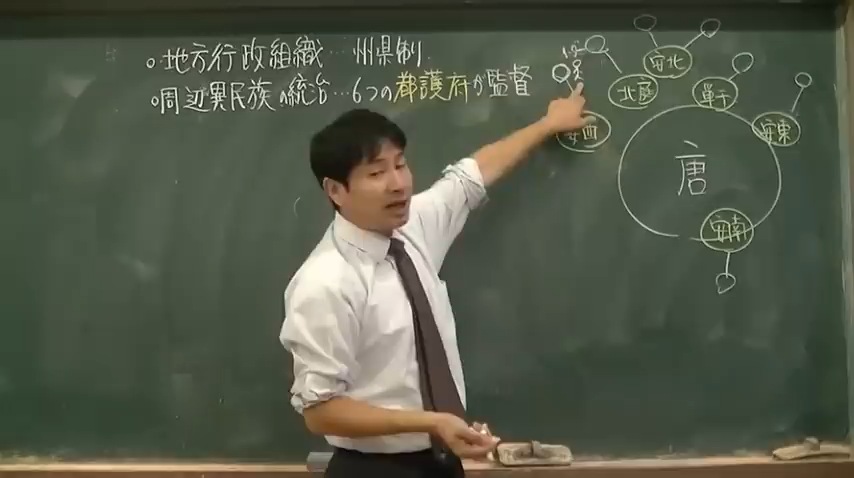 ○地方行政組織…州県制
○周辺異民族の統治…6つの都護府が監督
安北
北庭
単于
安西
安東
唐
安南